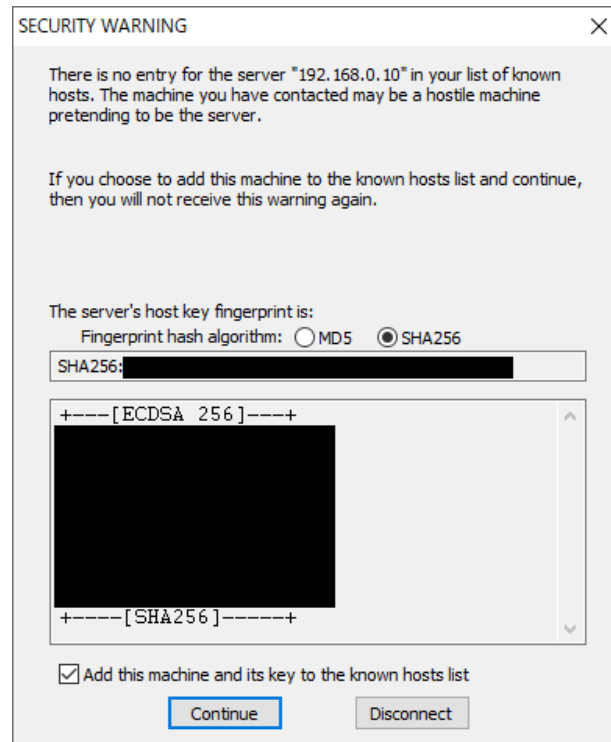 SECURITY WARNING
There is no entry for the server "192.168.0.10" in your list of known
hosts. The machine you have contacted may be a hostile machine
pretending to be the server.
If you choose to add this machine to the known hosts list and continue,
then you will not receive this warning again.
The server's host key fingerprint is:
Fingerprint hash algorithm: MD5 SHA256
SHA256:
+---[ECDSA 256]---+
+----[SHA256]-----+
Add this machine and its key to the known hosts list
Continue Disconnect